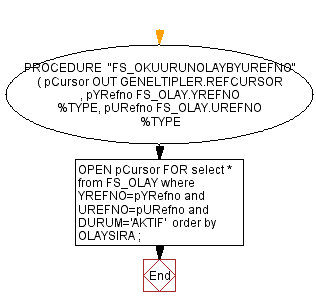 PROCEDURE "FS_OKUURUNOLAYBYUREFNO"
( pCursor OUT GENELTIPLER.REFCURSOR
, pYRefno FS_OLAY.YREFNO
%TYPE, pURefno FS_OLAY.UREFNO
%TYPE
OPEN pCursor FOR select *
from FS_OLAY where
YREFNO=pYRefno and
UREFNO=pURefno and
DURUM='AKTIF' order by
OLAYSIRA ;
End